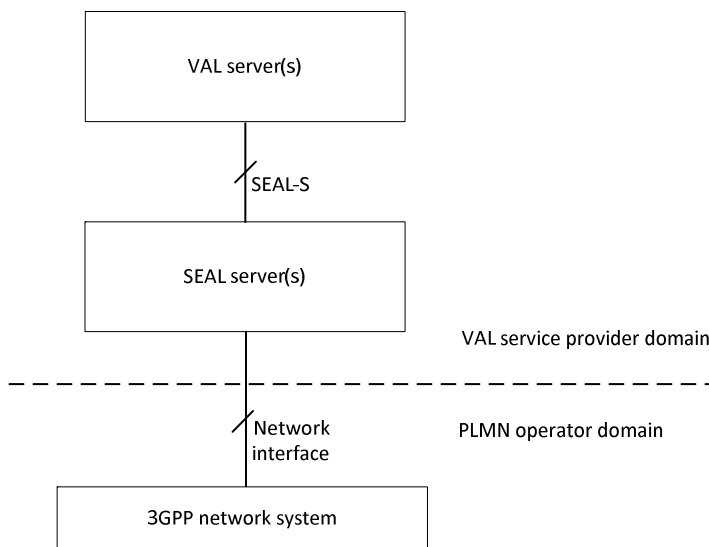 VAL server(s)
SEAL-S
SEAL server(s)
VAL service provider domain
Network
interface
PLMN operator domain
3GPP network system